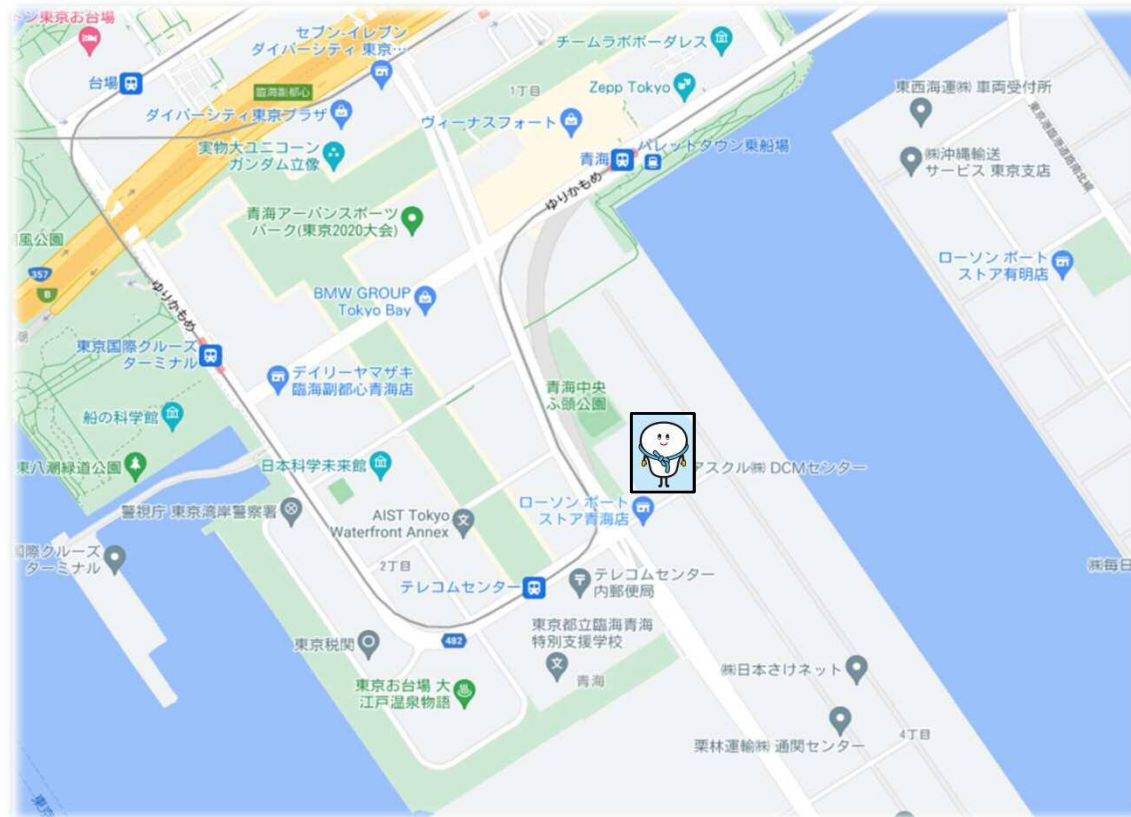 トン東京お台場
台場
セブン-イレブン
ダイバーシティ 東京…
臨海副都心
ダイバーシティ東京プラザ
チームラボボーダレス
1丁目
Zepp Tokyo
ヴィーナスフォート
青海
パレットタウン乗船場
東西海運㈱ 車両受付所
㈱沖縄輸送
サービス 東京支店
東京港臨港道路南北線
実物大ユニコーン
ガンダム立像
ゆりかもめ
青海アーバンスポーツ
パーク(東京2020大会)
風公園
357
B
ゆりかもめ
BMW GROUP
Tokyo Bay
ローソン ポート
ストア有明店
東京国際クルーズ
ターミナル
デイリーヤマザキ
臨海副都心青海店
青海中央
ふ頭公園
船の科学館
東八潮緑道公園
日本科学未来館
アスクル㈱ DCMセンター
警視庁 東京湾岸警察署
AIST Tokyo
Waterfront Annex
ローソン ポート
ストア青海店
国際クルーズ
ターミナル
2丁目
テレコムセンター
テレコムセンター
内郵便局
㈱毎日
東京税関
482
東京都立臨海青海
特別支援学校
青海
東京お台場 大
江戸温泉物語
㈱日本さけネット
栗林運輸㈱ 通関センター
4丁目